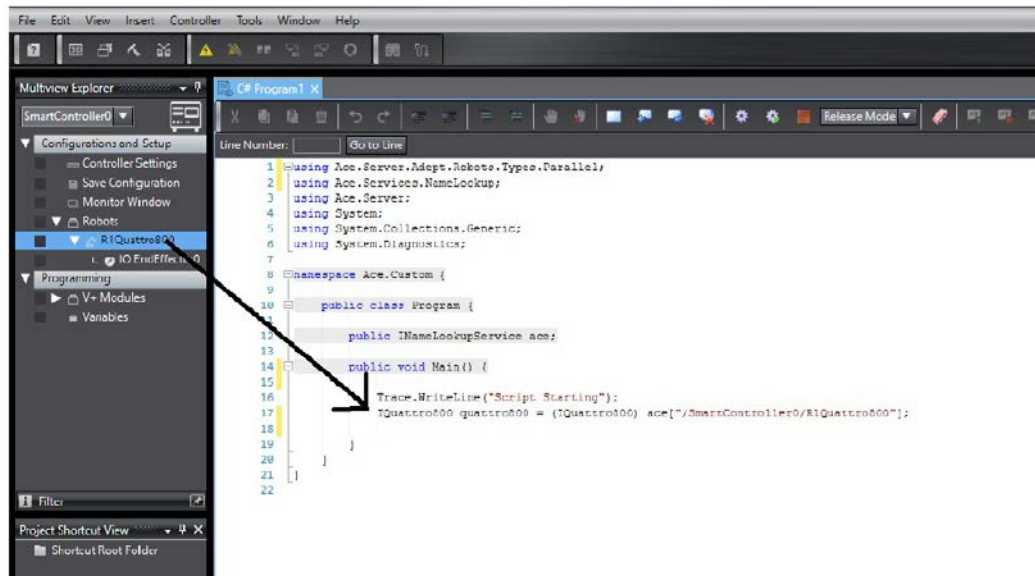 File Edit View Insert Controller Tools Window Help
Multiview Explorer
C# Program1 X
SmartController0
Release Mode
Configurations and Setup
Line Number:
Go to Line
Controller Settings
Save Configuration
Monitor Window
Robots
R1Quattro800
IO EndEffector0
Programming
V+ Modules
Variables
1 using Ace.Server.Adept.Robots.Types.Parallel;
2 using Ace.Services.NameLookup;
3 using Ace.Server;
4 using System;
5 using System.Collections.Generic;
6 using System.Diagnostics;
7
8 namespace Ace.Custom {
9
10 public class Program {
11
12 public INameLookupService ace;
13
14 public void Main() {
15
16 Trace.WriteLine("Script Starting");
17 IQuattro800 quattro800 = (IQuattro800) ace["/SmartController0/R1Quattro800"];
18
19 }
20 }
21 }
22
Filter
Project Shortcut View
Shortcut Root Folder